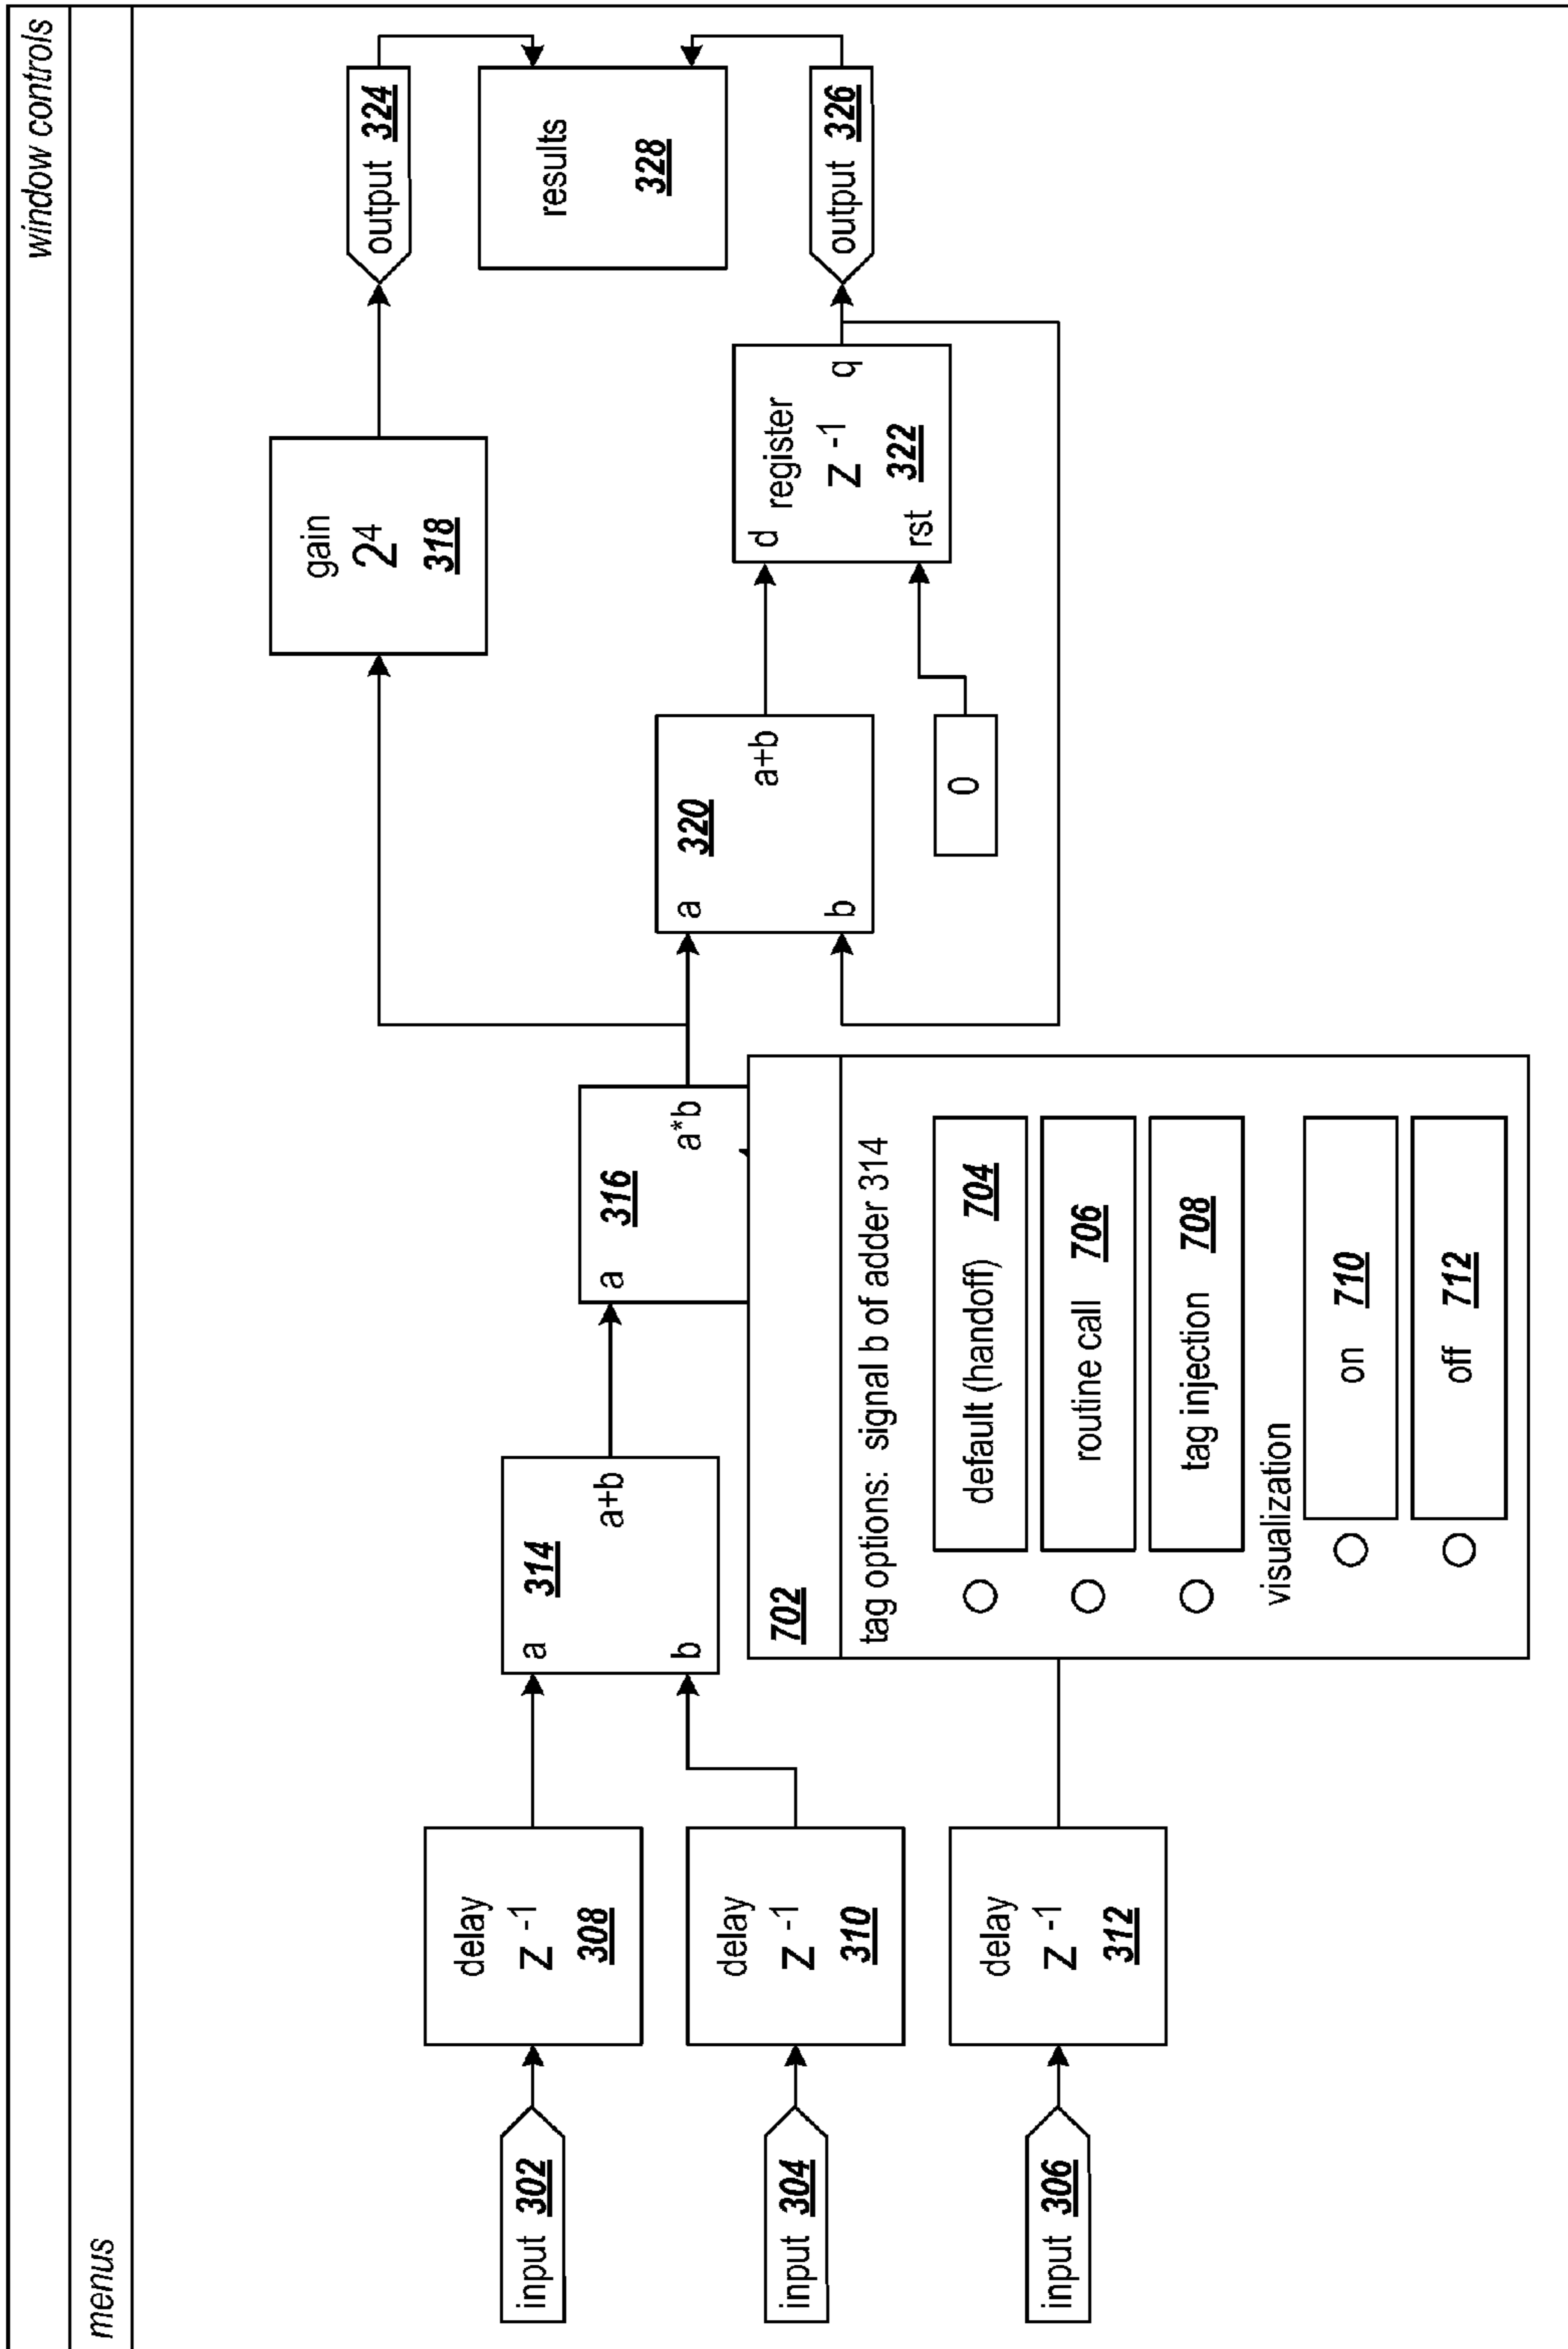 window controls
menus
input 302
delay
Z -1
308
input 304
delay
Z -1
310
input 306
delay
Z -1
312
a
314
a+b
b
a
316
a*b
gain
2 4
318
a
320
a+b
b
0
d
register
Z -1
q
322
rst
output 324
results
328
output 326
702
tag options: signal b of adder 314
default (handoff) 704
routine call 706
tag injection 708
visualization
on 710
off 712